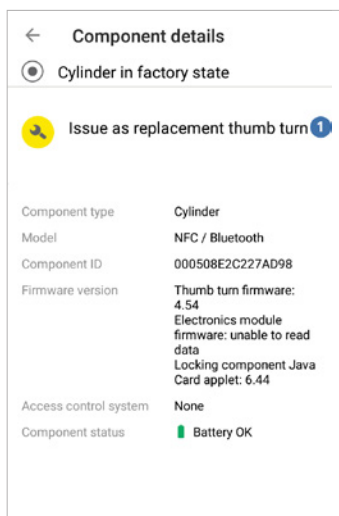 Component details
Cylinder in factory state
Issue as replacement thumb turn 1
Component type Cylinder
Model NFC / Bluetooth
Component ID 000508E2C227AD98
Firmware version Thumb turn firmware:
4.54
Electronics module
firmware: unable to read
data
Locking component Java
Card applet: 6.44
Access control system None
Component status Battery OK